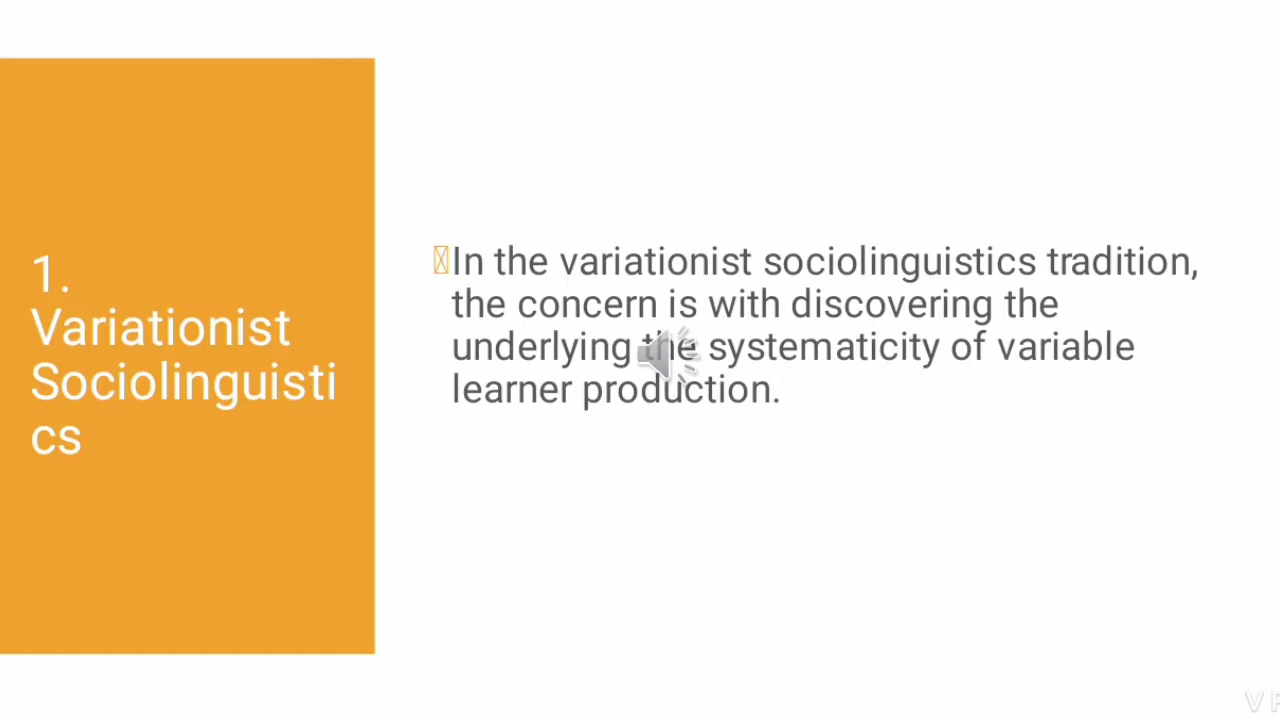 1.
Variationist
Sociolinguisti
cs
In the variationist sociolinguistics tradition,
the concern is with discovering the
underlying the systematicity of variable
learner production.